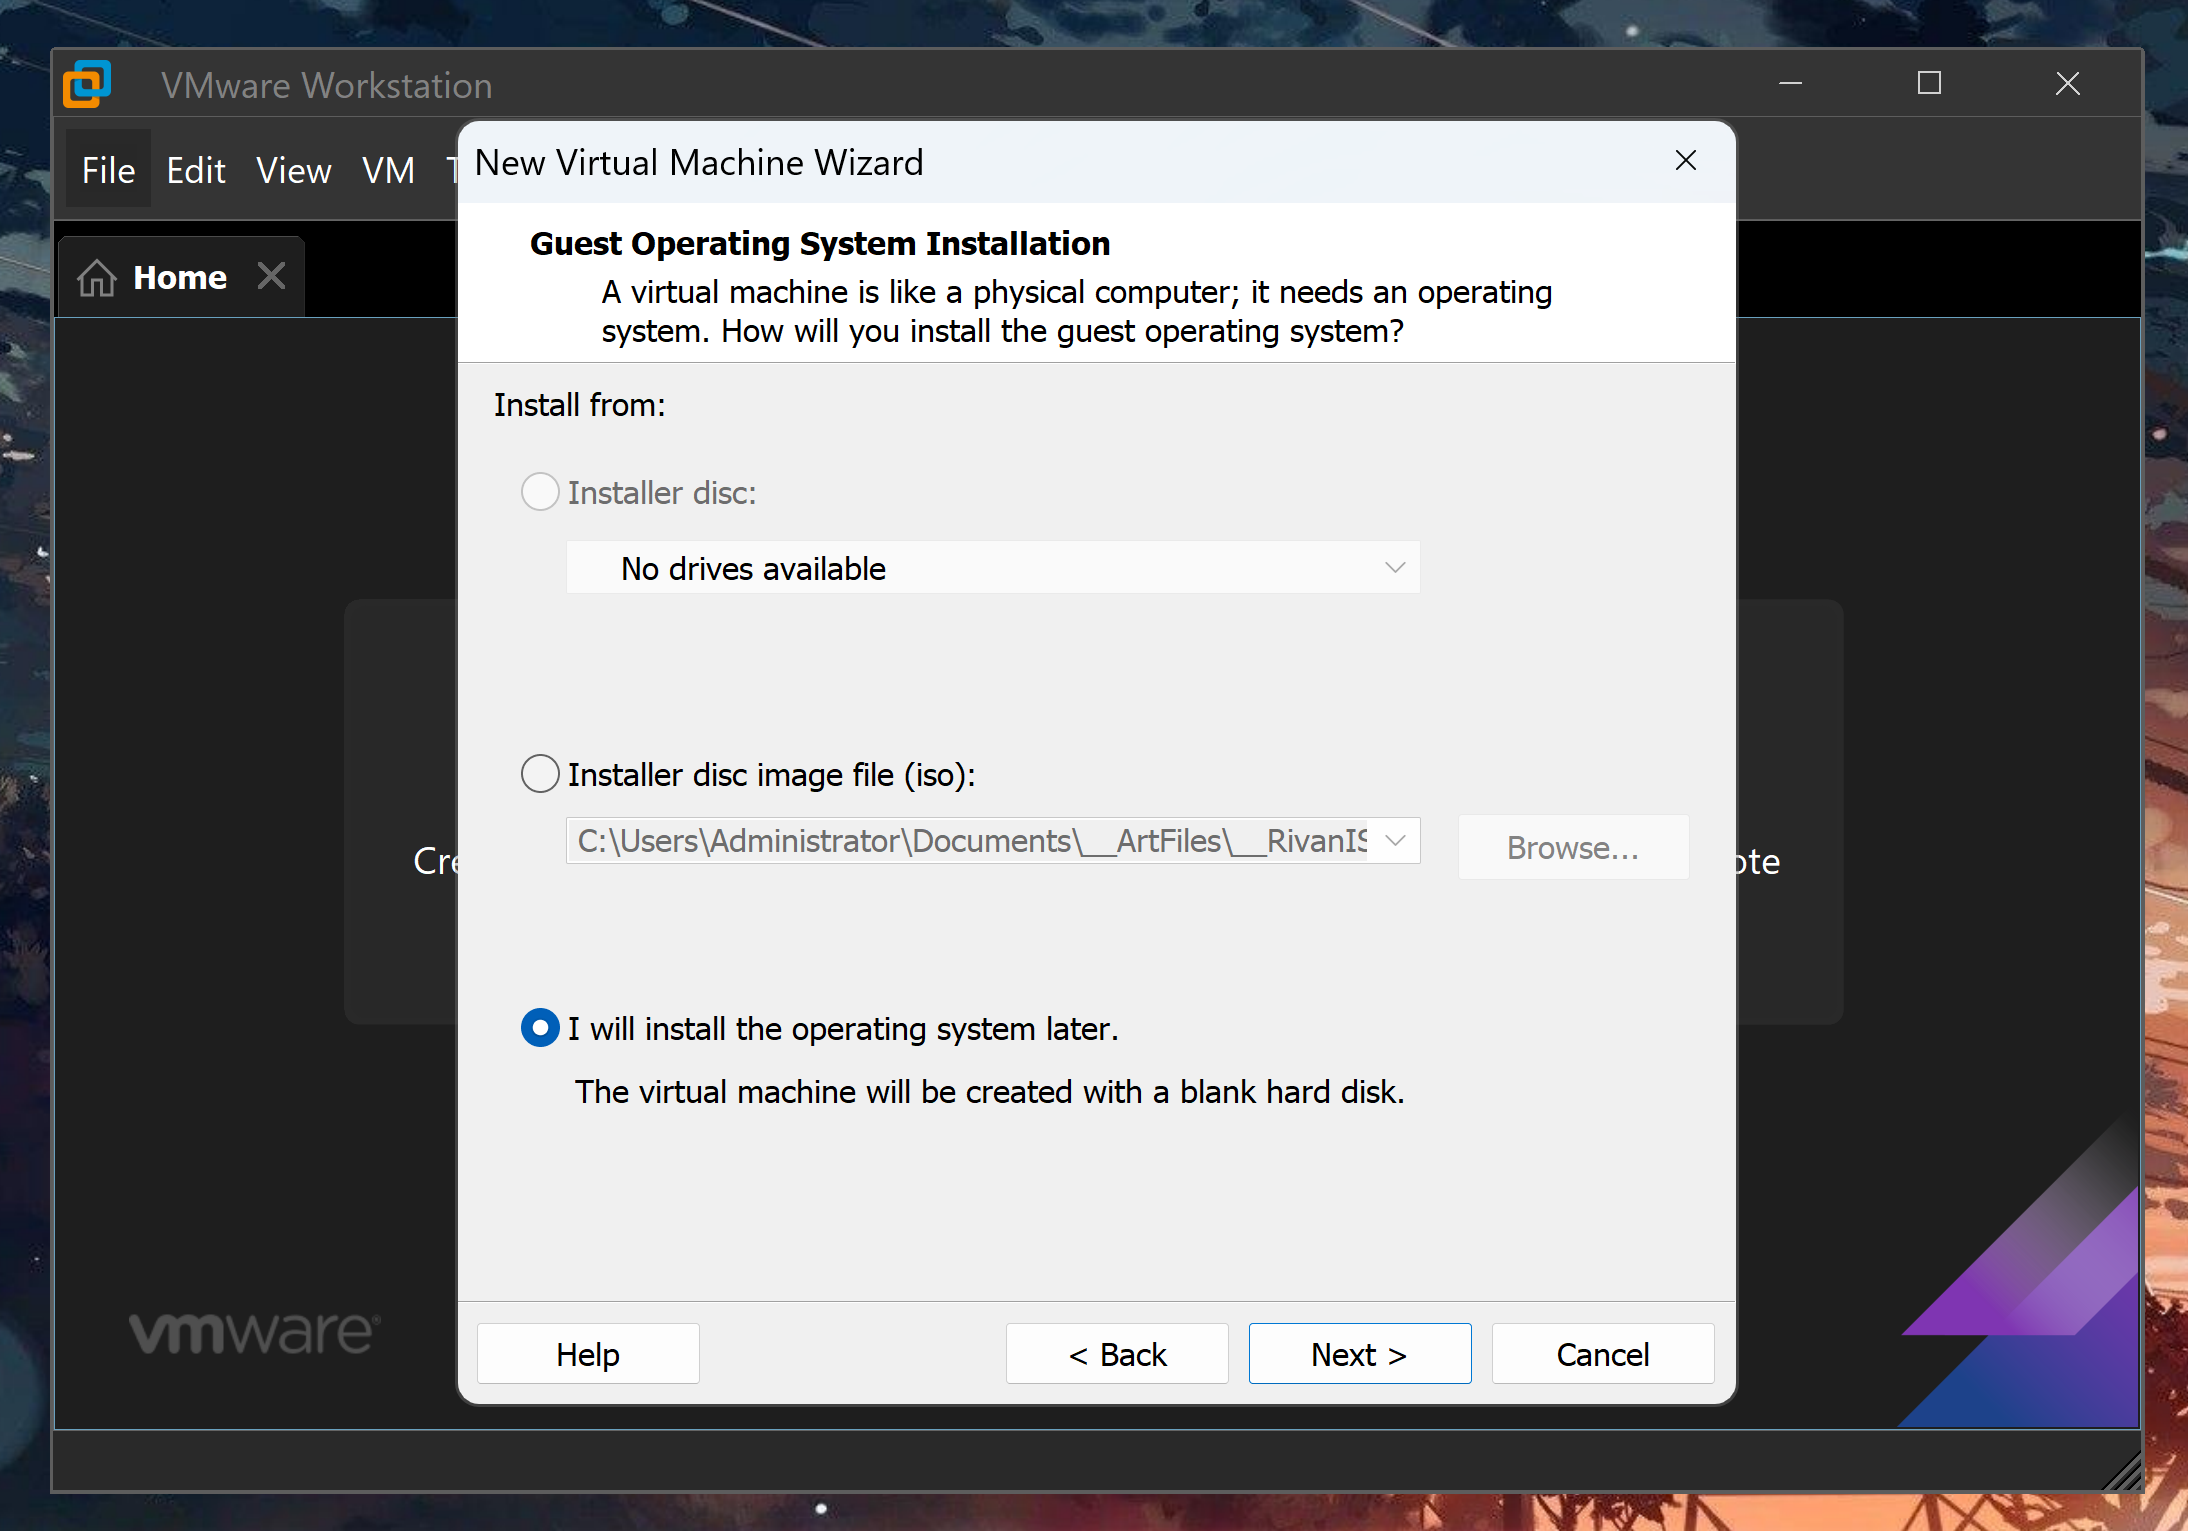 VMware Workstation
File Edit View VM
New Virtual Machine Wizard
Home
Guest Operating System Installation
A virtual machine is like a physical computer; it needs an operating
system. How will you install the guest operating system?
Install from:
Installer disc:
No drives available
Installer disc image file (iso):
C:\Users\Administrator\Documents\__ArtFiles\__RivanIS
Browse...
I will install the operating system later.
The virtual machine will be created with a blank hard disk.
vmware®
Help
< Back
Next >
Cancel